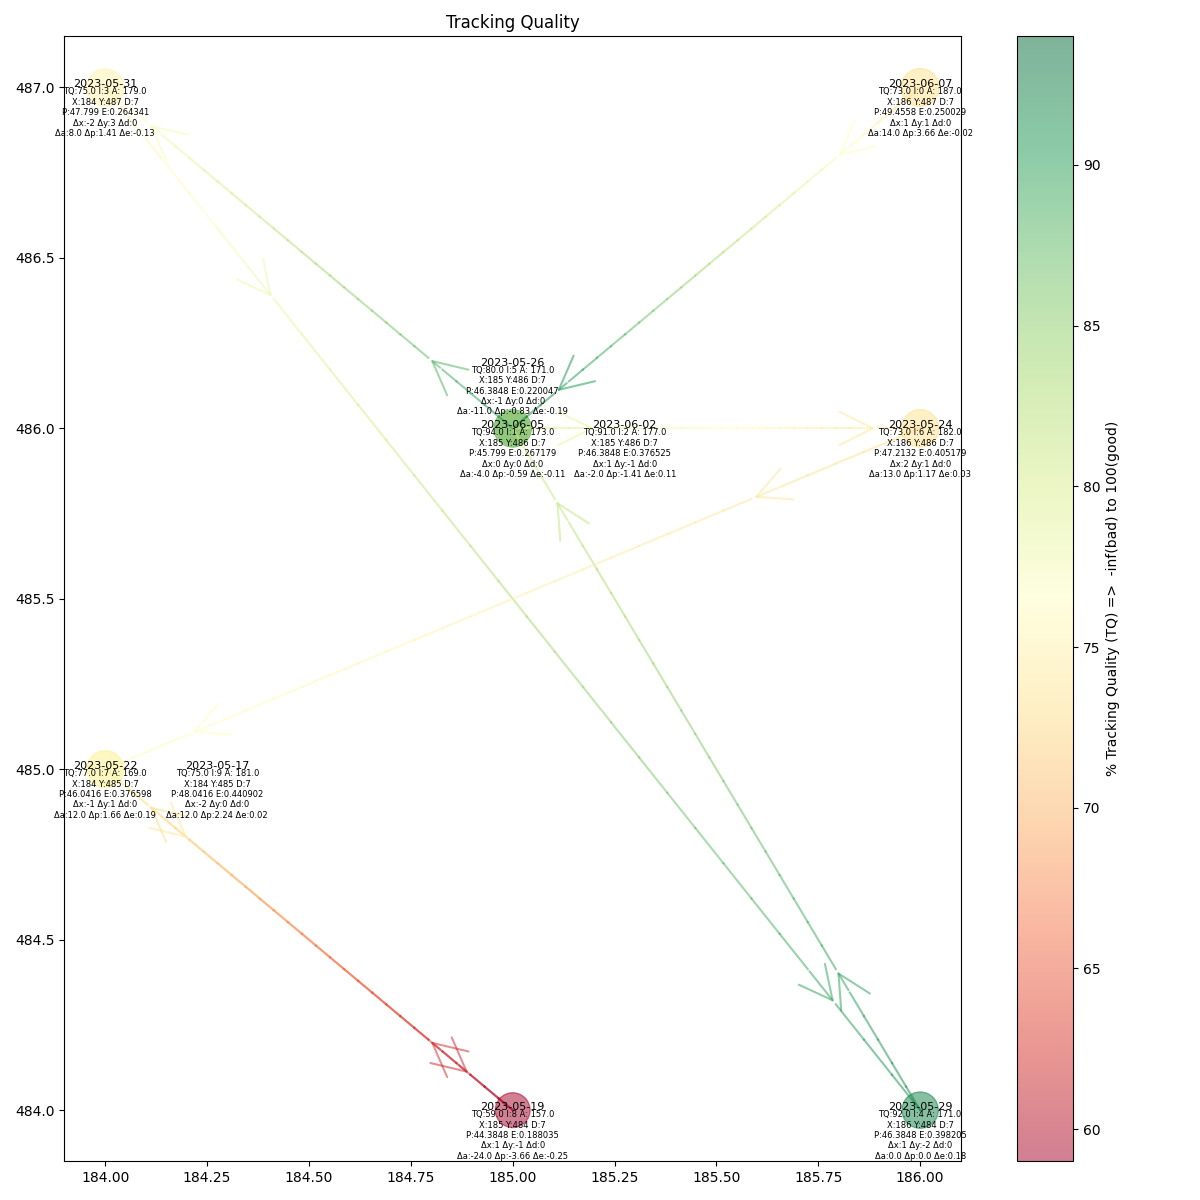 Tracking Quality
487.0
486.5
486.0
485.5
485.0
484.5
484.0
2023-05-31
TQ:75.0 I:3 A: 179.0
X:184 Y:487 D:7
P:47.799 E:0.264341
Δx:-2 Δy:3 Δd:0
Δa:8.0 Δp:1.41 Δe:-0.13
2023-06-07
TQ:73.0 I:0 A: 187.0
X:186 Y:487 D:7
P:49.4558 E:0.250029
Δx:1 Δy:1 Δd:0
Δa:14.0 Δp:3.66 Δe:-0.02
2023-05-26
TQ:80.0 I:5 A: 171.0
X:185 Y:486 D:7
P:46.3848 E:0.220047
Δx:-1 Δy:0 Δd:0
Δa:-11.0 Δp:-0.83 Δe:-0.19
2023-06-05
TQ:94.0 I:1 A: 173.0
X:185 Y:486 D:7
P:45.799 E:0.267179
Δx:0 Δy:0 Δd:0
Δa:-4.0 Δp:-0.59 Δe:-0.11
2023-06-02
TQ:91.0 I:2 A: 177.0
X:185 Y:486 D:7
P:46.3848 E:0.376525
Δx:1 Δy:-1 Δd:0
Δa:-2.0 Δp:-1.41 Δe:0.11
2023-05-24
TQ:73.0 I:6 A: 182.0
X:186 Y:486 D:7
P:47.2132 E:0.405179
Δx:2 Δy:1 Δd:0
Δa:13.0 Δp:1.17 Δe:0.03
2023-05-22
TQ:77.0 I:7 A: 169.0
X:184 Y:485 D:7
P:46.0416 E:0.376598
Δx:-1 Δy:1 Δd:0
Δa:12.0 Δp:1.66 Δe:0.19
2023-05-17
TQ:75.0 I:9 A: 181.0
X:184 Y:485 D:7
P:48.0416 E:0.440902
Δx:-2 Δy:0 Δd:0
Δa:12.0 Δp:2.24 Δe:0.02
2023-05-19
TQ:59.0 I:8 A: 157.0
X:185 Y:484 D:7
P:44.3848 E:0.188035
Δx:1 Δy:-1 Δd:0
Δa:-24.0 Δp:-3.66 Δe:-0.25
2023-05-29
TQ:92.0 I:4 A: 171.0
X:186 Y:484 D:7
P:46.3848 E:0.398205
Δx:1 Δy:-2 Δd:0
Δa:0.0 Δp:0.0 Δe:0.18
184.00
184.25
184.50
184.75
185.00
185.25
185.50
185.75
186.00
90
85
80
75
70
65
60
% Tracking Quality (TQ) => -inf(bad) to 100(good)